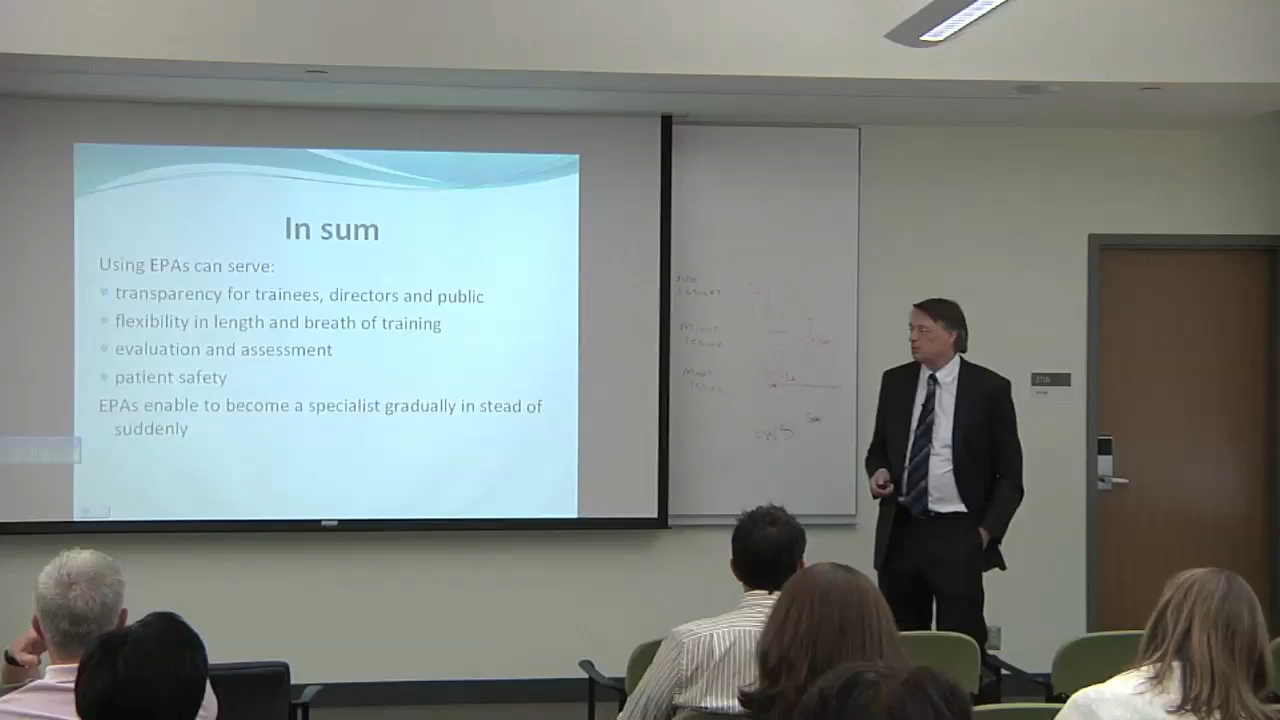 In sum
Using EPAs can serve:
transparency for trainees, directors and public
flexibility in length and breath of training
evaluation and assessment
patient safety
EPAs enable to become a specialist gradually in stead of
suddenly